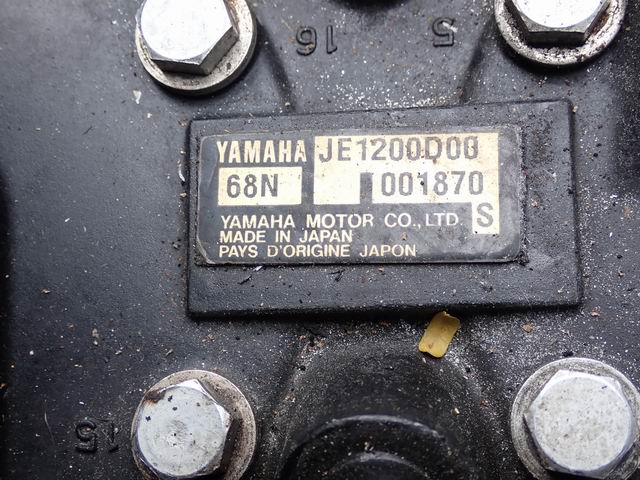 16
5
YAMAHA JE1200D00
68N 001870
YAMAHA MOTOR CO., LTD. S
MADE IN JAPAN
PAYS D'ORIGINE JAPON
15